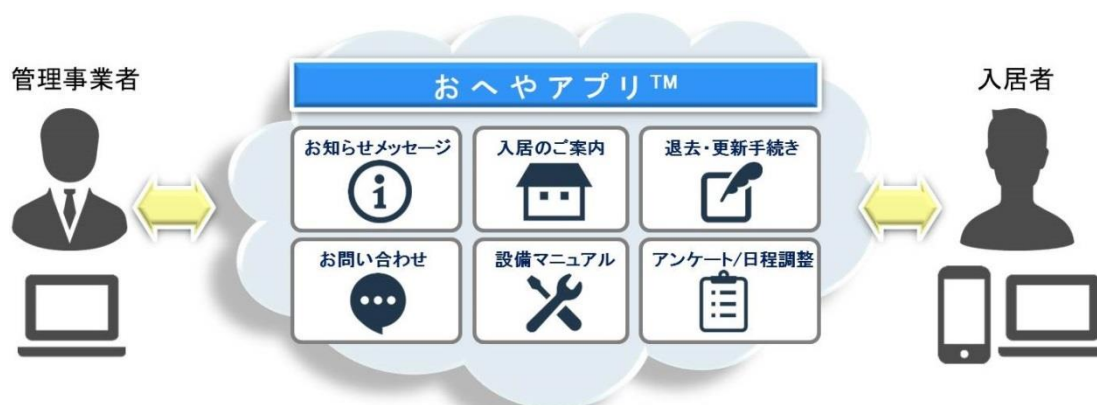 管理事業者
おへやアプリ™
入居者
お知らせメッセージ
入居のご案内
退去・更新手続き
お問い合わせ
設備マニュアル
アンケート/日程調整